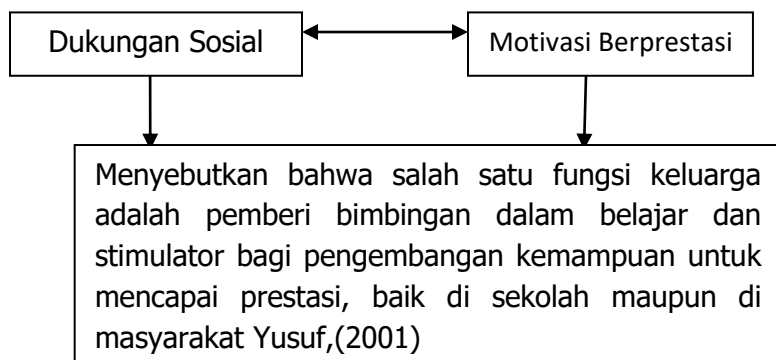 Dukungan Sosial
Motivasi Berprestasi
Menyebutkan bahwa salah satu fungsi keluarga
adalah pemberi bimbingan dalam belajar dan
stimulator bagi pengembangan kemampuan untuk
mencapai prestasi, baik di sekolah maupun di
masyarakat Yusuf,(2001)